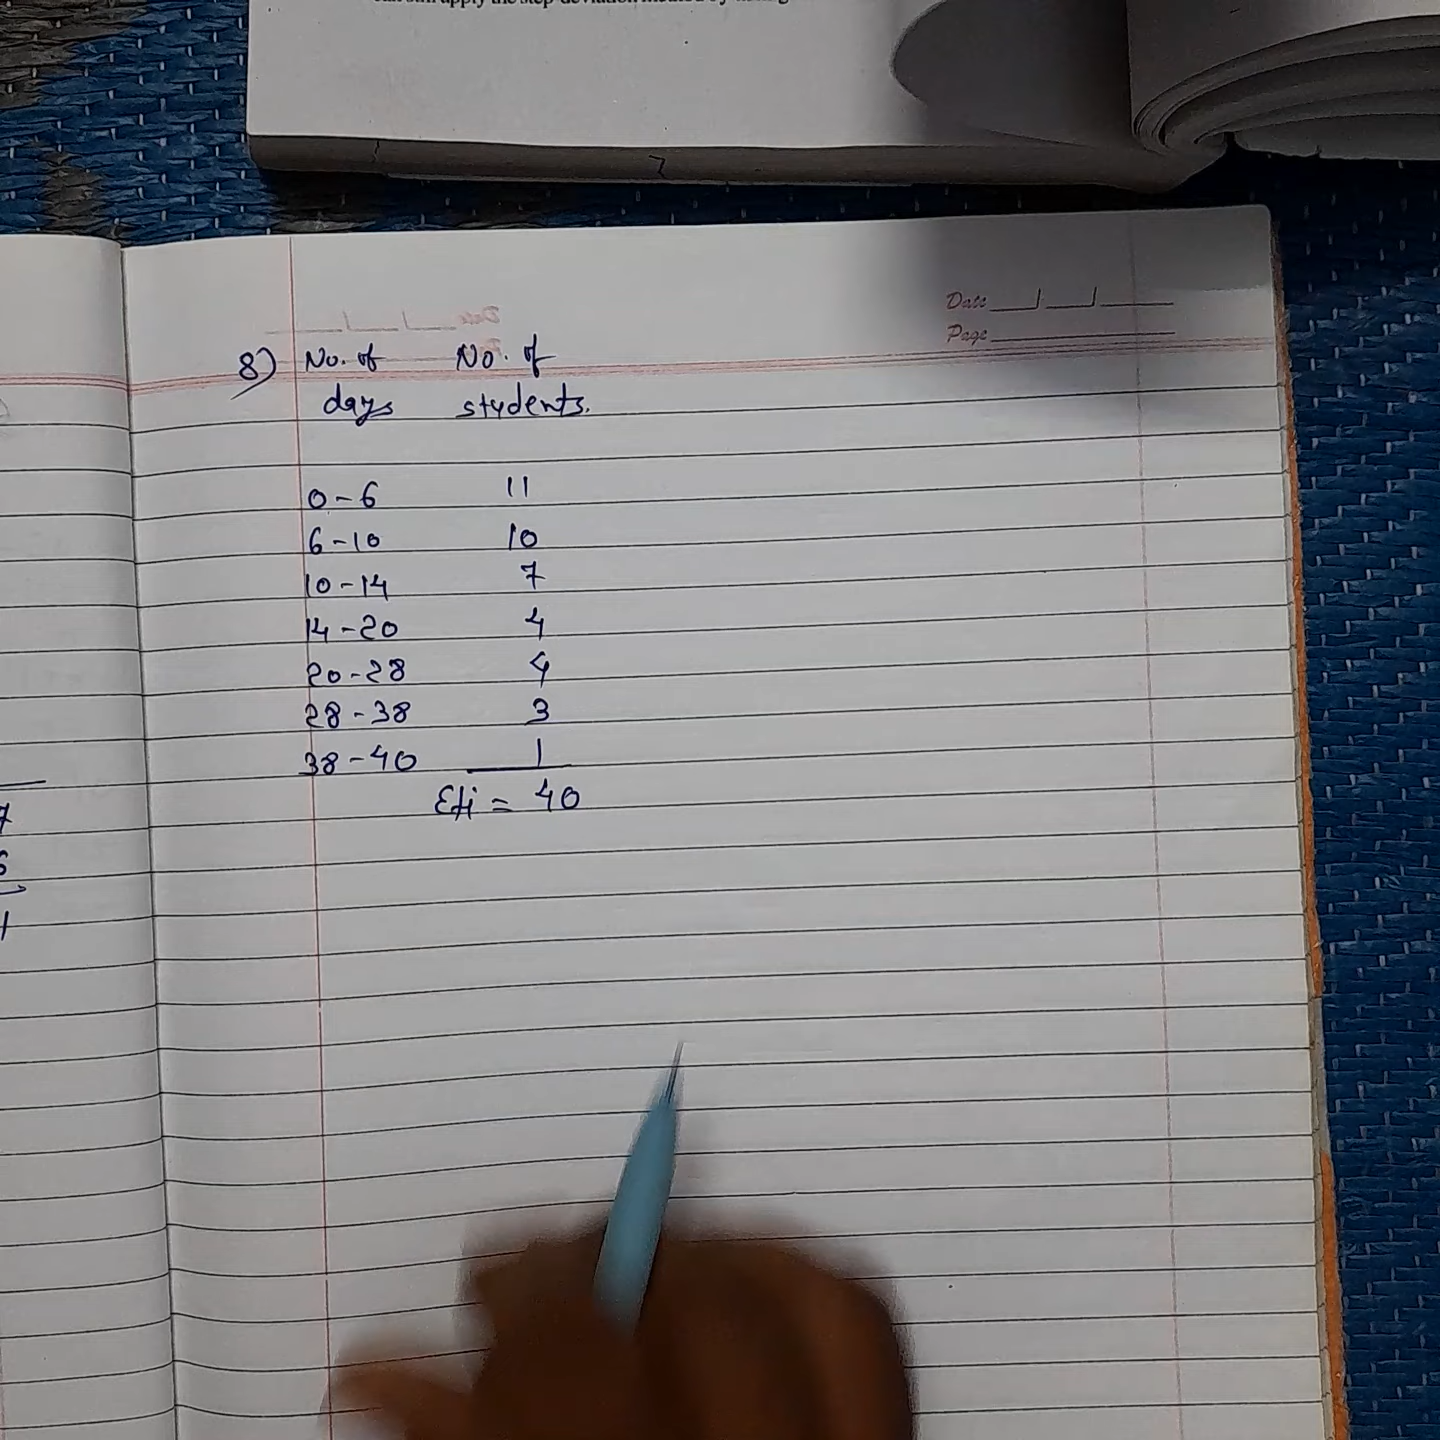 8) No. of No. of
days students.
0-6 11
6-10 10
10-14 7
14-20 4
20-28 4
28-38 3
38-40 1
Σfi = 40
Date
Page
7